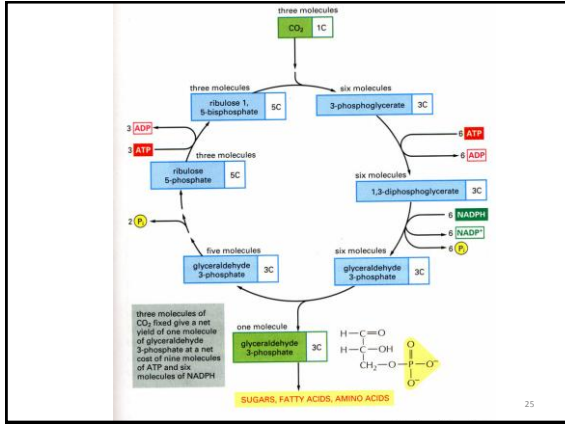 three molecules
CO₂ 1C
three molecules
ribulose 1,
5-bisphosphate 5C
six molecules
3-phosphoglycerate 3C
3 ADP
3 ATP
6 ATP
6 ADP
three molecules
ribulose
5-phosphate 5C
six molecules
1,3-diphosphoglycerate 3C
2 Pi
6 NADPH
6 NADP⁺
6 Pi
five molecules
glyceraldehyde
3-phosphate 3C
six molecules
glyceraldehyde
3-phosphate 3C
three molecules of
CO₂ fixed give a net
yield of one molecule
of glyceraldehyde
3-phosphate at a net
cost of nine molecules
of ATP and six
molecules of NADPH
one molecule
glyceraldehyde
3-phosphate 3C
H—C=O
H—C—OH
O
CH₂O—P—O⁻
O⁻
SUGARS, FATTY ACIDS, AMINO ACIDS
25